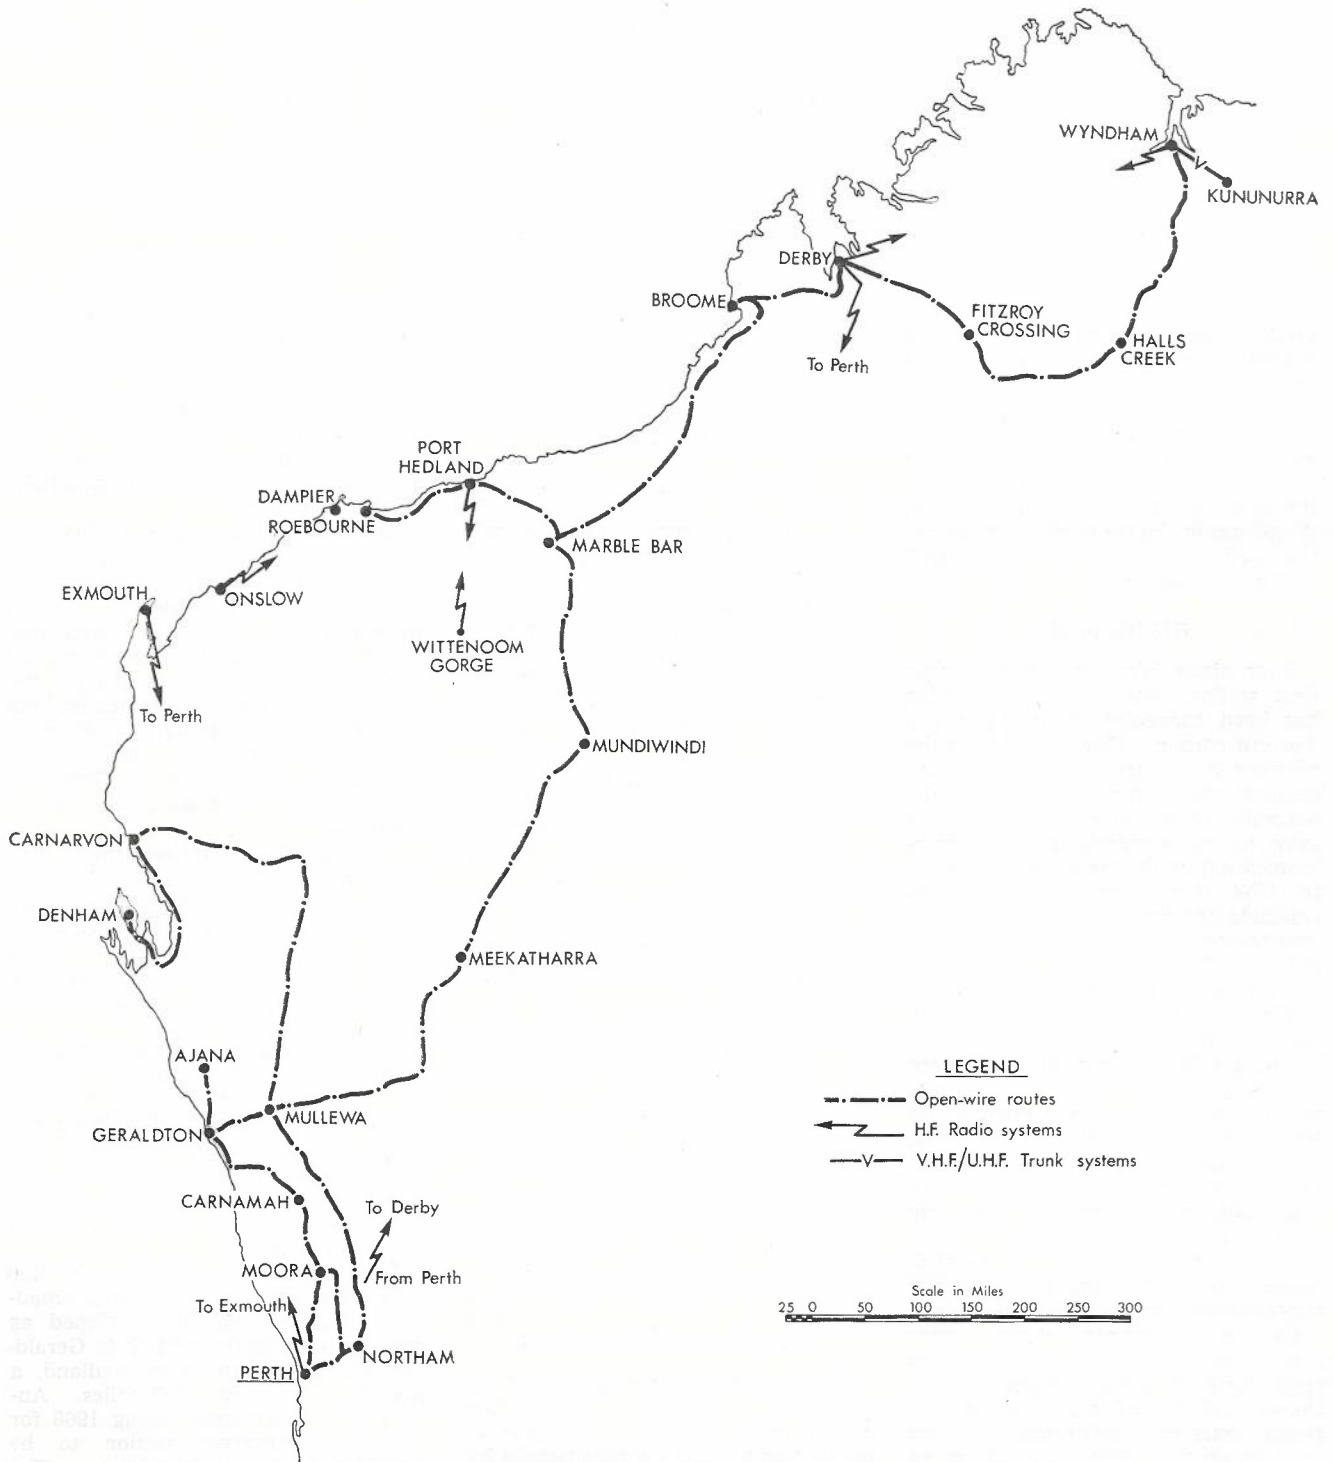 WYNDHAM
KUNUNURRA
DERBY
BROOME
FITZROY
CROSSING
HALLS
CREEK
To Perth
PORT
HEDLAND
DAMPIER
ROEBOURNE
MARBLE BAR
EXMOUTH
ONSLOW
WITTENOOM
GORGE
To Perth
MUNDIWINDI
CARNARVON
DENHAM
MEEKATHARRA
AJANA
MULLEWA
GERALDTON
CARNAMAH
To Derby
MOORA
From Perth
To Exmouth
NORTHAM
PERTH
LEGEND
Open-wire routes
H.F. Radio systems
V V.H.F./U.H.F. Trunk systems
V
Scale in Miles
25 0 50 100 150 200 250 300